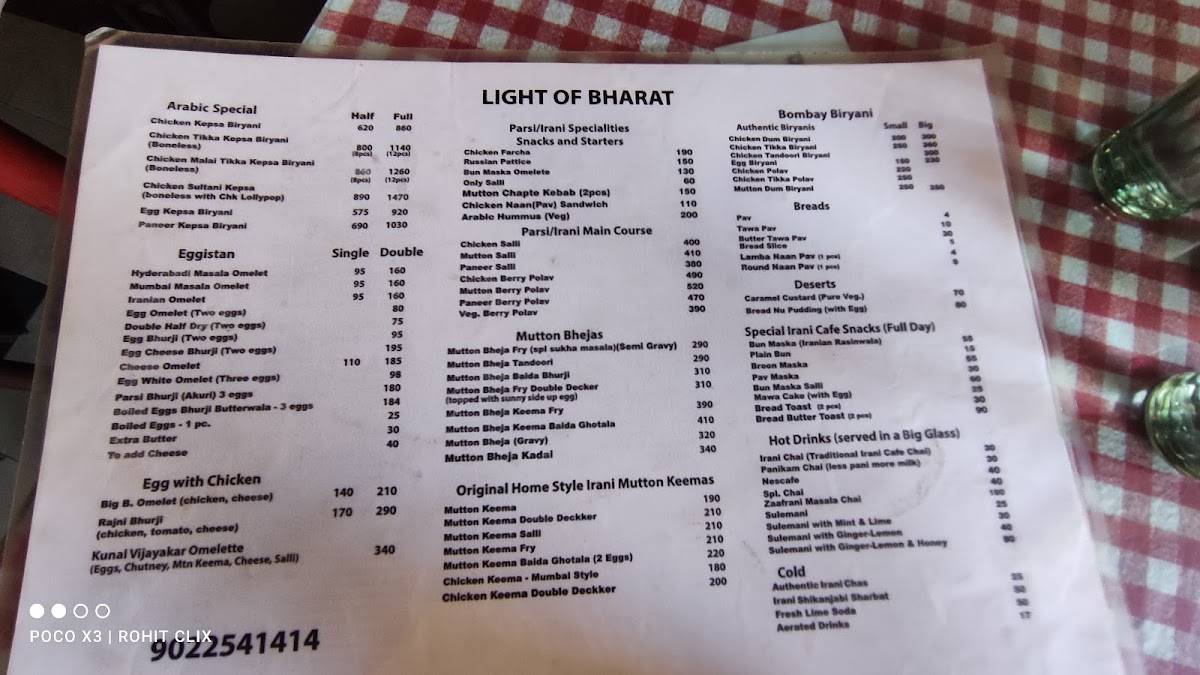 LIGHT OF BHARAT
Arabic Special
Half Full
Chicken Kepsa Biryani 620 860
Chicken Tikka Kepsa Biryani
(Boneless) 800 1140
(8pcs) (12pcs)
Chicken Malai Tikka Kepsa Biryani
(Boneless) 860 1260
(8pcs) (12pcs)
Chicken Sultani Kepsa
(boneless with Chk Lollypop) 890 1470
Egg Kepsa Biryani 575 920
Paneer Kepsa Biryani 690 1030
Eggistan Single Double
Hyderabadi Masala Omelet 95 160
Mumbai Masala Omelet 95 160
Iranian Omelet 95 160
Egg Omelet (Two eggs) 80
Double Half Dry (Two eggs) 75
Egg Bhurji (Two eggs) 95
Egg Cheese Bhurji (Two eggs) 195
Cheese Omelet 110 185
Egg White Omelet (Three eggs) 98
Parsi Bhurji (Akuri) 3 eggs 180
Boiled Eggs Bhurji Butterwala - 3 eggs 184
Boiled Eggs - 1 pc. 25
Extra Butter 30
To add Cheese 40
Egg with Chicken
Big B. Omelet (chicken, cheese) 140 210
Rajni Bhurji 170 290
(chicken, tomato, cheese)
Kunal Vijayakar Omelette 340
(Eggs, Chutney, Mtn Keema, Cheese, Salli)
9022541414
Parsi/Irani Specialities
Snacks and Starters
Chicken Farcha 190
Russian Pattice 150
Bun Maska Omelete 130
Only Salli 60
Mutton Chapte Kebab (2pcs) 150
Chicken Naan(Pav) Sandwich 110
Arabic Hummus (Veg) 200
Parsi/Irani Main Course
Chicken Salli 400
Mutton Salli 410
Paneer Salli 380
Chicken Berry Polav 490
Mutton Berry Polav 520
Paneer Berry Polav 470
Veg. Berry Polav 390
Mutton Bhejas
Mutton Bheja Fry (spl sukha masala)(Semi Gravy) 290
Mutton Bheja Tandoori 290
Mutton Bheja Baida Bhurji 310
Mutton Bheja Fry Double Decker 310
(topped with sunny side up egg)
Mutton Bheja Keema Fry 390
Mutton Bheja Keema Baida Ghotala 410
Mutton Bheja (Gravy) 320
Mutton Bheja Kadai 340
Original Home Style Irani Mutton Keemas
Mutton Keema 190
Mutton Keema Double Deckker 210
Mutton Keema Salli 210
Mutton Keema Fry 210
Mutton Keema Baida Ghotala (2 Eggs) 220
Chicken Keema - Mumbai Style 180
Chicken Keema Double Deckker 200
Bombay Biryani
Authentic Biryanis Small Big
Chicken Dum Biryani 200 300
Chicken Tikka Biryani 250 360
Chicken Tandoori Biryani 300
Egg Biryani 150 230
Chicken Polav
Chicken Tikka Polav 250
Mutton Dum Biryani 250
Breads
Pav 4
Tawa Pav 10
Butter Tawa Pav 30
Bread Slice
Lamba Naan Pav (1 pcs)
Round Naan Pav (1 pcs)
Deserts
Caramel Custard (Pure Veg.) 70
Bread Nu Pudding (with Egg)
Special Irani Cafe Snacks (Full Day)
Bun Maska (Iranian Rasinwala)
Plain Bun
Broon Maska
Pav Maska
Bun Maska Salli
Mawa Cake (with Egg)
Bread Toast (2 pcs)
Bread Butter Toast (2 pcs)
Hot Drinks (served in a Big Glass)
Irani Chai (Traditional Irani Cafe Chai)
Panikam Chai (less pani more milk)
Nescafe 40
Spl. Chai 40
Zaafrani Masala Chai
Sulemani 25
Sulemani with Mint & Lime
Sulemani with Ginger-Lemon
Sulemani with Ginger-Lemon & Honey
Cold
Authentic Irani Chas
Irani Shikanjabi Sharbat
Fresh Lime Soda
Aerated Drinks
POCO X3 | ROHIT CLIX